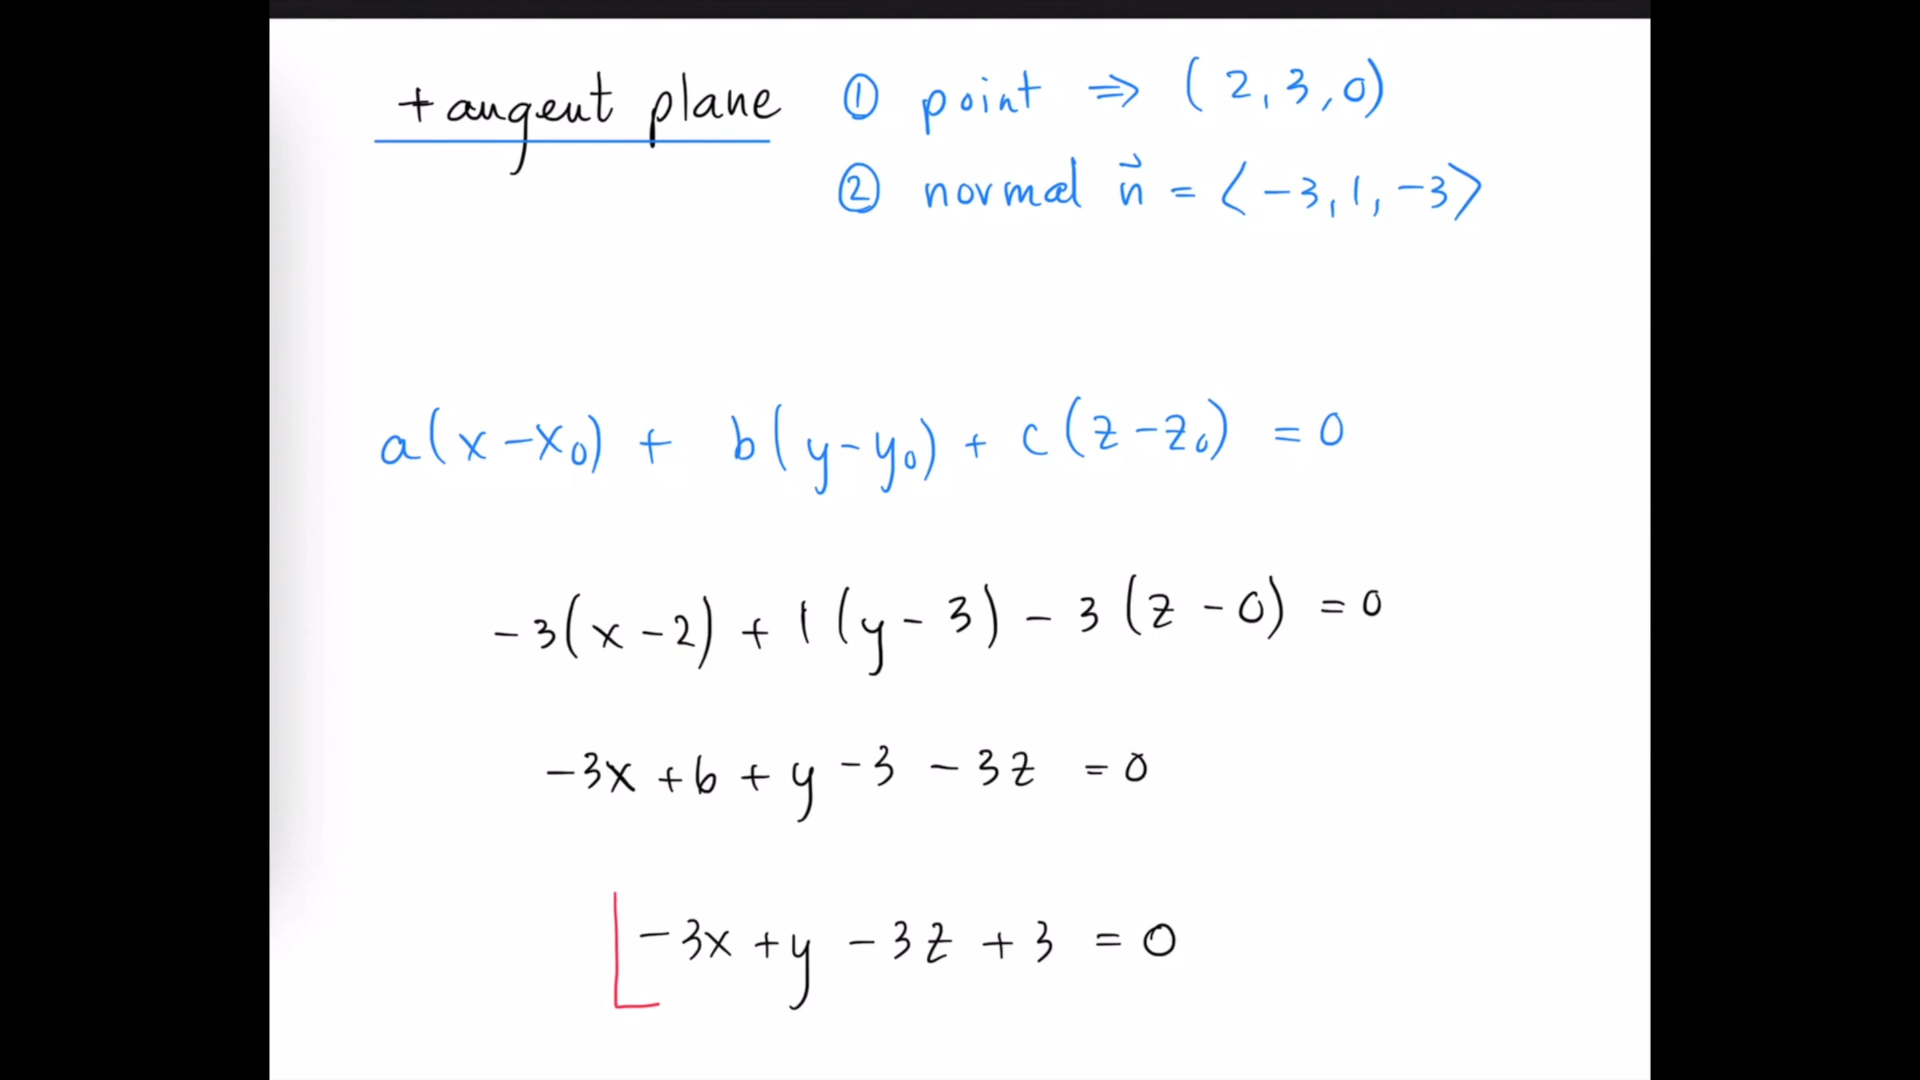 tangent plane ① point ⇒ (2, 3, 0)
② normal n⃗ = ⟨-3, 1, -3⟩
a(x-x₀) + b(y-y₀) + c(z-z₀) = 0
-3(x-2) + 1(y-3) - 3(z-0) = 0
-3x +6 + y -3 - 3z = 0
-3x + y - 3z + 3 = 0